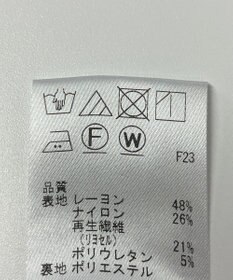 F W
F23
品質
表地 レーヨン 48%
ナイロン 26%
再生繊維
(リヨセル) 21%
ポリウレタン 5%
裏地 ポリエステル